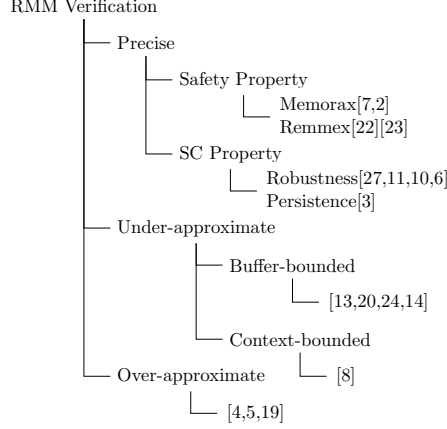 RMM Verification
Precise
Safety Property
Memorax[7,2]
Remmex[22][23]
SC Property
Robustness[27,11,10,6]
Persistence[3]
Under-approximate
Buffer-bounded
[13,20,24,14]
Context-bounded
Over-approximate
[8]
[4,5,19]